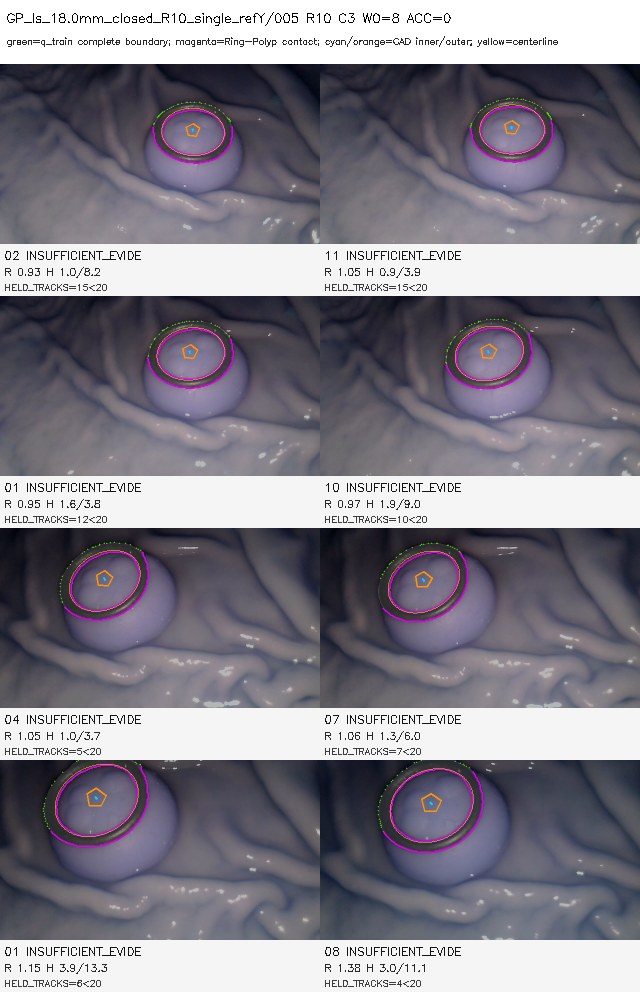 GP_Is_18.0mm_closed_R10_single_refY/005 R10 C3 WO=8 ACC=0
green=q_train complete boundary; magenta=Ring-Polyp contact; cyan/orange=CAD inner/outer; yellow=centerline
02 INSUFFICIENT_EVIDE
R 0.93 H 1.0/8.2
HELD_TRACKS=15<20
11 INSUFFICIENT_EVIDE
R 1.05 H 0.9/3.9
HELD_TRACKS=15<20
01 INSUFFICIENT_EVIDE
R 0.95 H 1.6/3.8
HELD_TRACKS=12<20
10 INSUFFICIENT_EVIDE
R 0.97 H 1.9/9.0
HELD_TRACKS=10<20
04 INSUFFICIENT_EVIDE
R 1.05 H 1.0/3.7
HELD_TRACKS=5<20
07 INSUFFICIENT_EVIDE
R 1.06 H 1.3/6.0
HELD_TRACKS=7<20
01 INSUFFICIENT_EVIDE
R 1.15 H 3.9/13.3
HELD_TRACKS=6<20
08 INSUFFICIENT_EVIDE
R 1.38 H 3.0/11.1
HELD_TRACKS=4<20